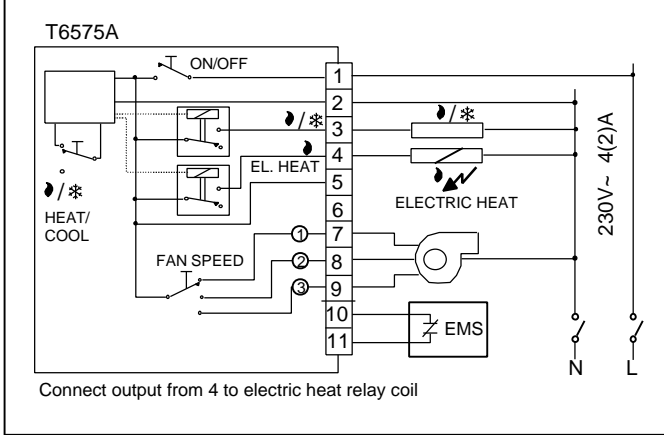 T6575A
ON/OFF
1
2
3
4
5
6
7
8
9
10
11
/
EL. HEAT
/
HEAT/
COOL
FAN SPEED
1
2
3
/
ELECTRIC HEAT
EMS
230V~ 4(2)A
N
L
Connect output from 4 to electric heat relay coil